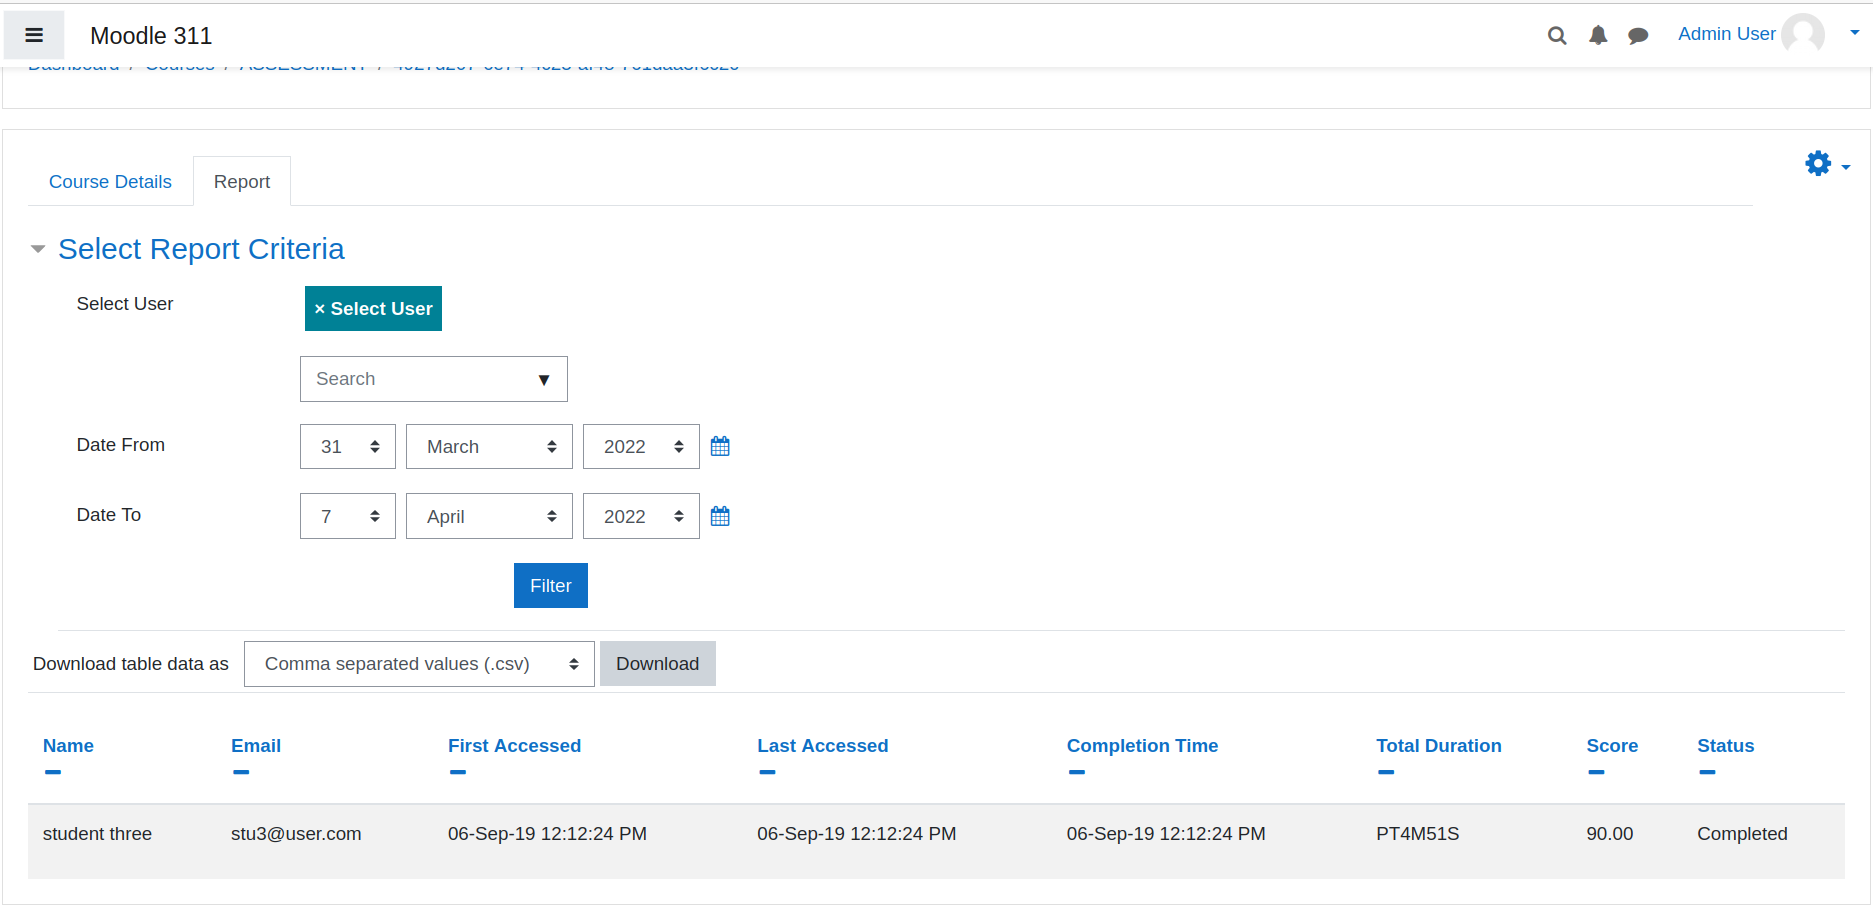 Moodle 311
Admin User
Dashboard / Courses / ASSESSMENT /
Course Details
Report
Select Report Criteria
Select User
× Select User
Search ▼
Date From
31 March 2022
Date To
7 April 2022
Filter
Download table data as
Comma separated values (.csv)
Download
Name Email First Accessed Last Accessed Completion Time Total Duration Score Status
student three stu3@user.com 06-Sep-19 12:12:24 PM 06-Sep-19 12:12:24 PM 06-Sep-19 12:12:24 PM PT4M51S 90.00 Completed